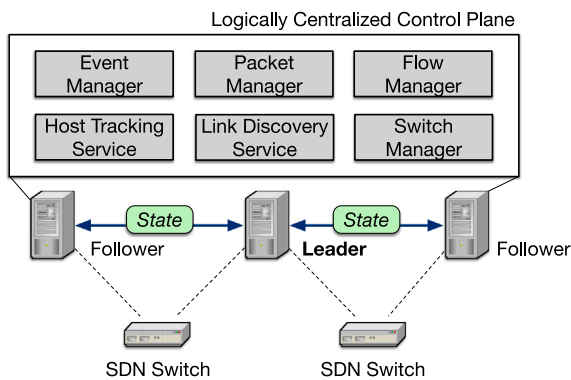 Logically Centralized Control Plane
Event
Manager
Packet
Manager
Flow
Manager
Host Tracking
Service
Link Discovery
Service
Switch
Manager
State
State
Follower
Leader
Follower
SDN Switch
SDN Switch